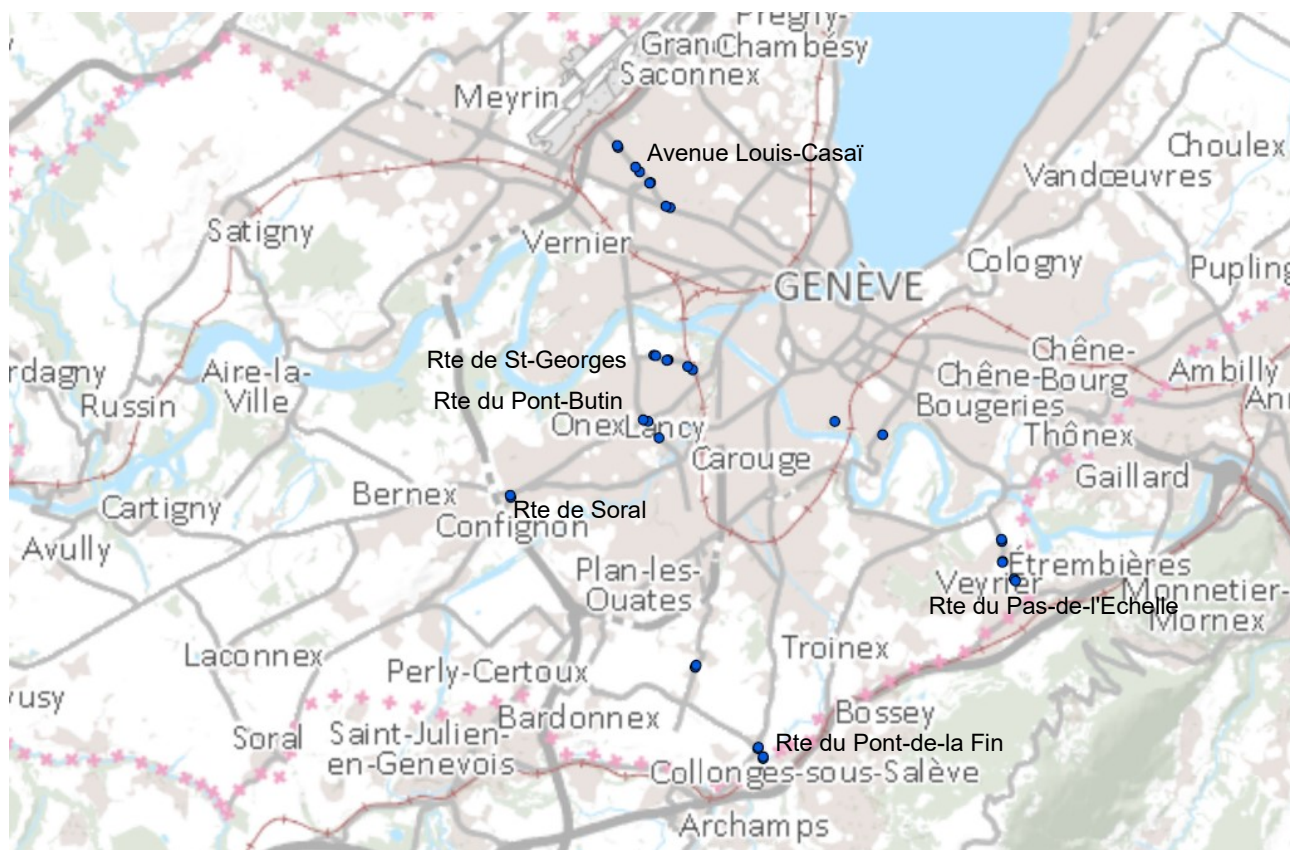 Pregny-
Chambésy
Grand
Saconnex
Meyrin
Avenue Louis-Casaï
Choulex
Vandœuvres
Satigny
Vernier
Cologny
Pupling
GENÈVE
Rte de St-Georges
Chêne-
Bourg
Ambilly
rdagny
Aire-la-
Ville
Russin
Chêne-
Bougeries
Ann
Rte du Pont-Butin
Onex
Lancy
Thônex
Carouge
Gaillard
Bernex
Cartigny
Rte de Soral
Confignon
Avully
Étrembières
Plan-les-
Ouates
Veyrier
Monnetier-
Mornex
Rte du Pas-de-l'Echelle
Troinex
Laconnex
Perly-Certoux
vusy
Bossey
Bardonnex
Soral
Saint-Julien-
en-Genevois
Rte du Pont-de-la Fin
Collonges-sous-Salève
Archamps